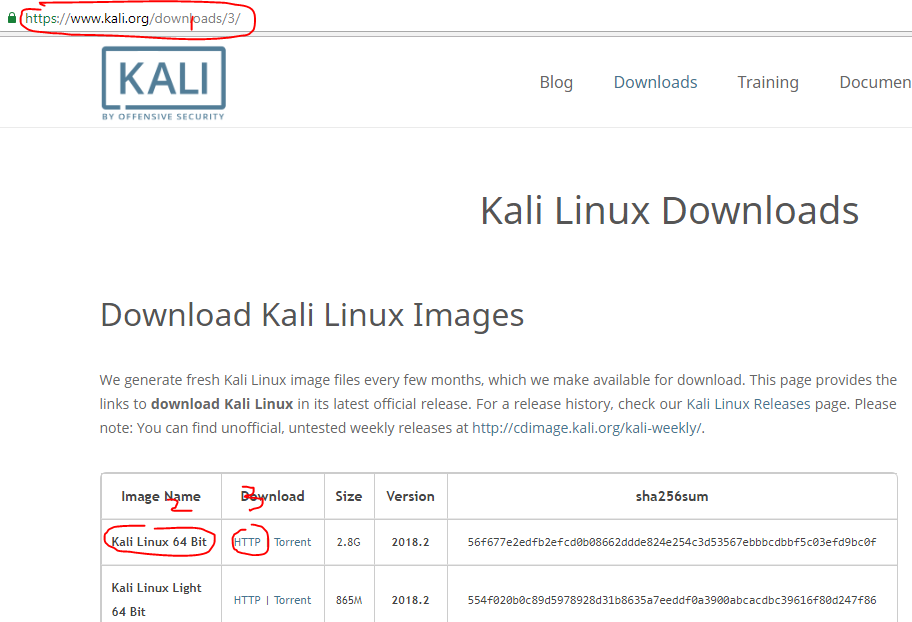 https://www.kali.org/downloads/3/
KALI
BY OFFENSIVE SECURITY
Blog Downloads Training Documen
Kali Linux Downloads
Download Kali Linux Images
We generate fresh Kali Linux image files every few months, which we make available for download. This page provides the
links to download Kali Linux in its latest official release. For a release history, check our Kali Linux Releases page. Please
note: You can find unofficial, untested weekly releases at http://cdimage.kali.org/kali-weekly/.
Image Name Download Size Version sha256sum
2 3
Kali Linux 64 Bit HTTP Torrent 2.8G 2018.2 56f677e2edfb2efcd0b08662ddde824e254c3d53567ebbbcdbbf5c03efd9bc0f
Kali Linux Light
64 Bit
HTTP | Torrent 865M 2018.2 554f020b0c89d5978928d31b8635a7eeddf0a3900abcacdbc39616f80d247f86